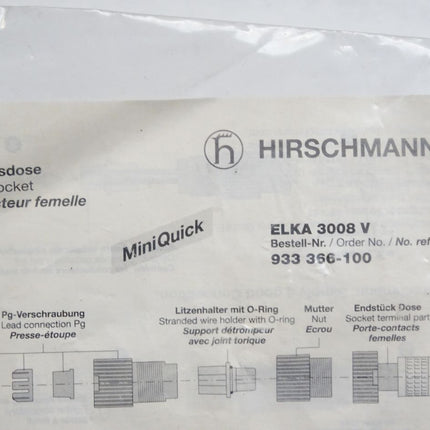 HIRSCHMANN
sdose
ocket
cteur femelle
MiniQuick
ELKA 3008 V
Bestell-Nr. / Order No. / No. ref
933 366-100
Pg-Verschraubung
Lead connection Pg
Presse-étoupe
Litzenhalter mit O-Ring
Stranded wire holder with O-ring
Support détrompeur
avec joint torique
Mutter
Nut
Ecrou
Endstück Dose
Socket terminal part
Porte-contacts
femelles